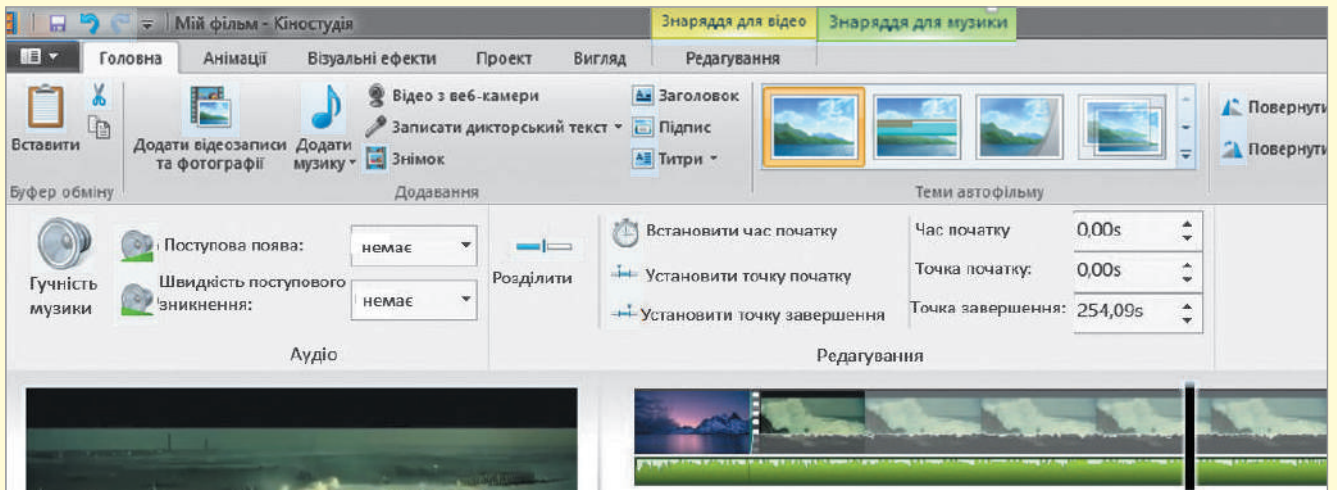 Мій фільм - Кіностудія
Знаряддя для відео
Знаряддя для музики
Головна
Анімації
Візуальні ефекти
Проект
Вигляд
Редагування
Вставити
Буфер обміну
Додати відеозаписи
та фотографії
Додати
музику
Відео з веб-камери
Записати дикторський текст
Знімок
Додавання
Заголовок
Підпис
Титри
Теми автофільму
Повернути
Повернути
Гучність
музики
Поступова поява:
немає
Швидкість поступового
зникнення:
немає
Аудіо
Розділити
Встановити час початку
Установити точку початку
Установити точку завершення
Час початку
0,00s
Точка початку:
0,00s
Точка завершення:
254,09s
Редагування